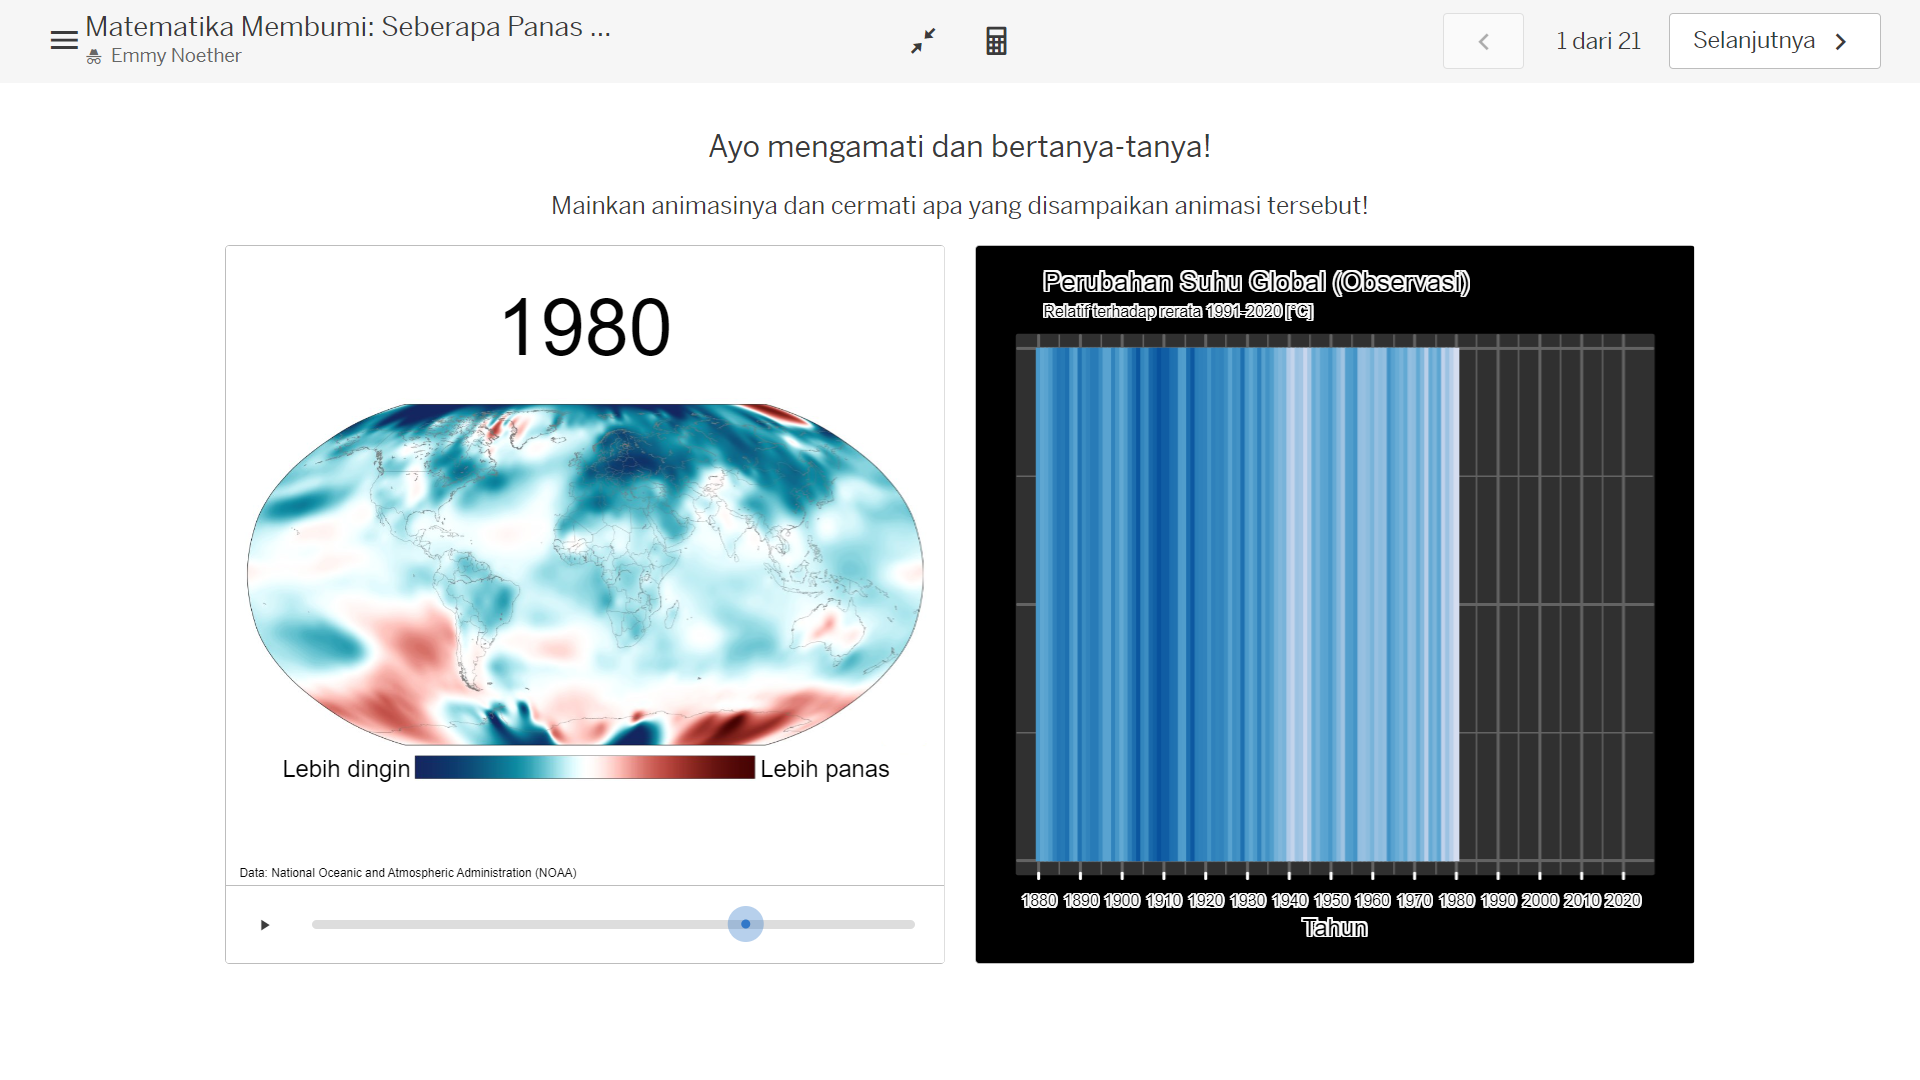 Matematika Membumi: Seberapa Panas ...
Emmy Noether
1 dari 21
Selanjutnya
Ayo mengamati dan bertanya-tanya!
Mainkan animasinya dan cermati apa yang disampaikan animasi tersebut!
1980
Lebih dingin
Lebih panas
Data: National Oceanic and Atmospheric Administration (NOAA)
Perubahan Suhu Global (Observasi)
Relatif terhadap rerata 1991-2020 [°C]
1880 1890 1900 1910 1920 1930 1940 1950 1960 1970 1980 1990 2000 2010 2020
Tahun